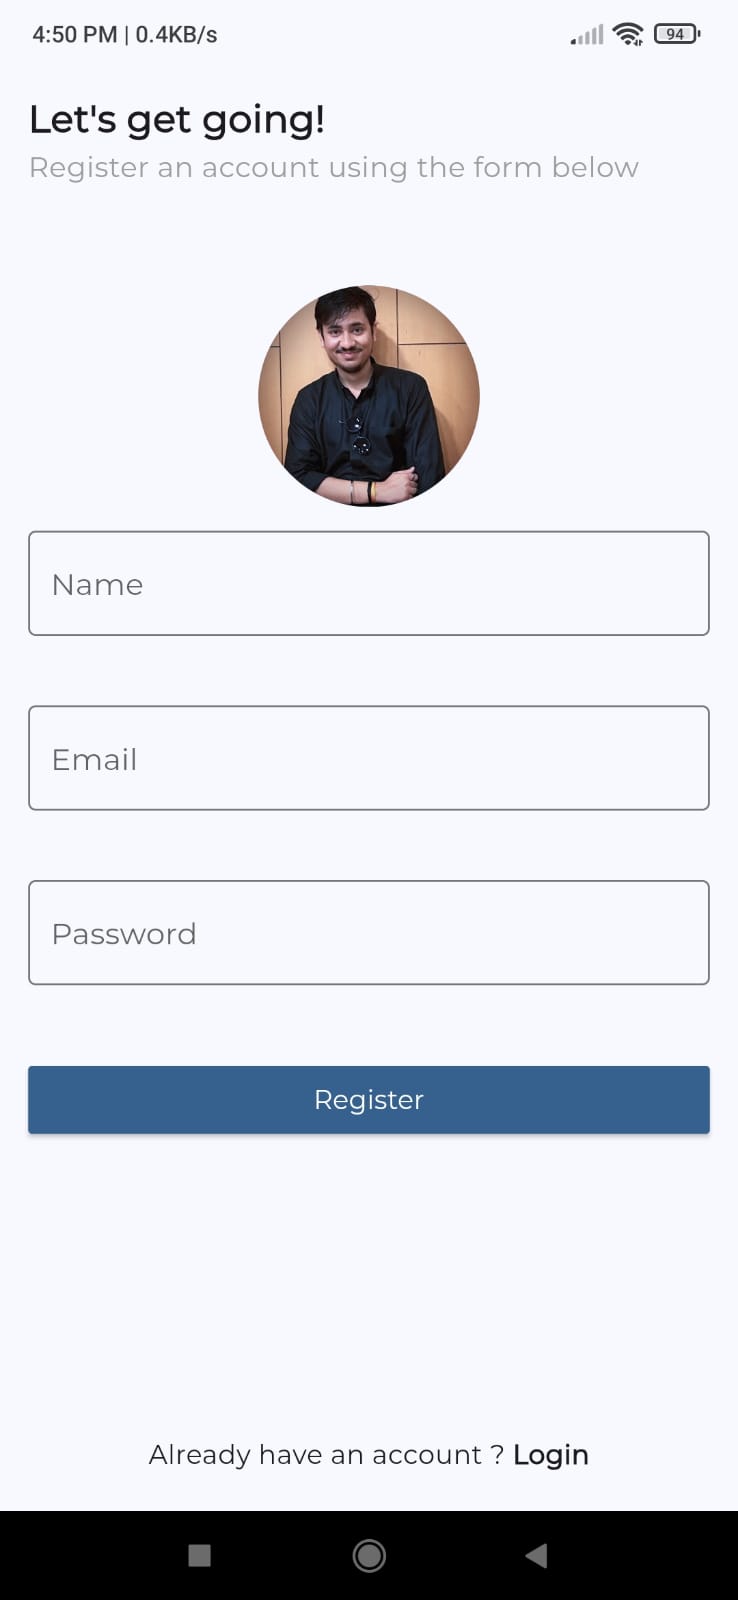 4:50 PM | 0.4KB/s 94
Let's get going!
Register an account using the form below
Name
Email
Password
Register
Already have an account ? Login